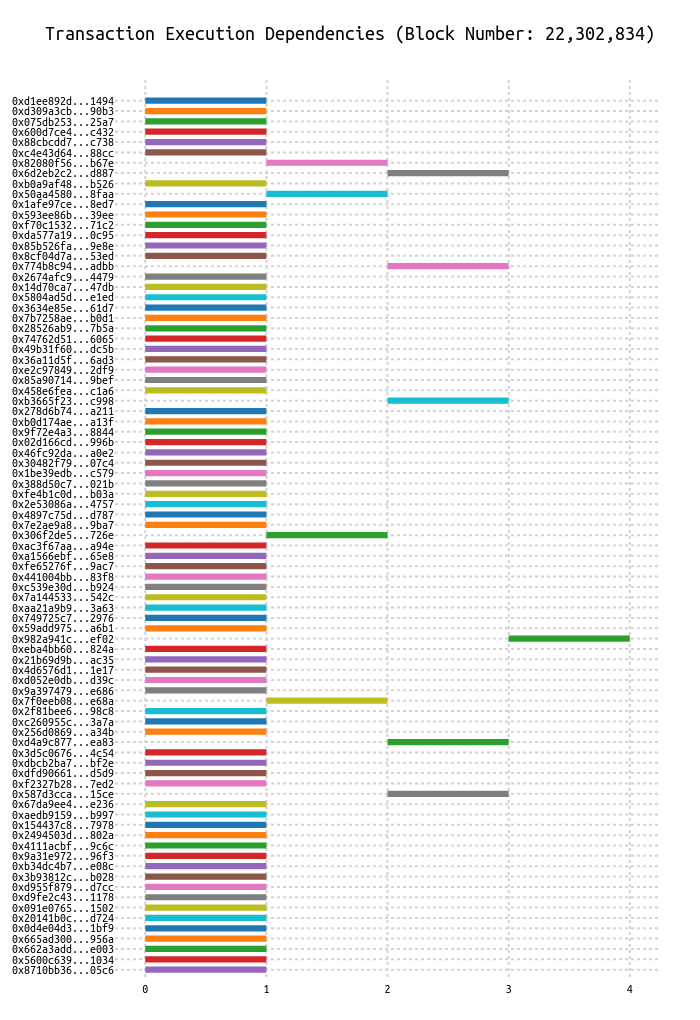 Transaction Execution Dependencies (Block Number: 22,302,834)
0xd1ee892d...1494
0xd309a3cb...90b3
0x075db253...25a7
0x600d7ce4...c432
0x88cbcdd7...c738
0xc4e43d64...88cc
0x82080f56...b67e
0x6d2eb2c2...d887
0xb0a9af48...b526
0x50aa4580...8faa
0x1afe97ce...8ed7
0x593ee86b...39ee
0xf70c1532...71c2
0xda577a19...0c95
0x85b526fa...9e8e
0x8cf04d7a...53ed
0x774b8c94...adbb
0x2674afc9...4479
0x14d70ca7...47db
0x5804ad5d...e1ed
0x3634e85e...61d7
0x7b7258ae...b0d1
0x28526ab9...7b5a
0x74762d51...6065
0x49b31f60...dc5b
0x36a11d5f...6ad3
0xe2c97849...2df9
0x85a90714...9bef
0x458e6fea...c1a6
0xb3665f23...c998
0x278d6b74...a211
0xb0d174ae...a13f
0x9f72e4a3...8844
0x02d166cd...996b
0x46fc92da...a0e2
0x30482f79...07c4
0x1be39edb...c579
0x388d50c7...021b
0xfe4b1c0d...b03a
0x2e53086a...4757
0x4897c75d...d787
0x7e2ae9a8...9ba7
0x306f2de5...726e
0xac3f67aa...a94e
0xa1566ebf...65e8
0xfe65276f...9ac7
0x441004bb...83f8
0xc539e30d...b924
0x7a144533...542c
0xaa21a9b9...3a63
0x749725c7...2976
0x59add975...a6b1
0x982a941c...ef02
0xeba4bb60...824a
0x21b69d9b...ac35
0x4d6576d1...1e17
0xd052e0db...d39c
0x9a397479...e686
0x7f0eeb08...e68a
0x2f81bee6...98c8
0xc260955c...3a7a
0x256d0869...a34b
0xd4a9c877...ea83
0x3d5c0676...4c54
0xdbcb2ba7...bf2e
0xdfd90661...d5d9
0xf2327b28...7ed2
0x587d3cca...15ce
0x67da9ee4...e236
0xaedb9159...b997
0x154437c8...7978
0x2494503d...802a
0x4111acbf...9c6c
0x9a31e972...96f3
0xb34dc4b7...e08c
0x3b93812c...b028
0xd955f879...d7cc
0xd9fe2c43...1178
0x091e0765...1502
0x20141b0c...d724
0x0d4e04d3...1bf9
0x665ad300...956a
0x662a3add...e003
0x5600c639...1034
0x8710bb36...05c6
0 1 2 3 4